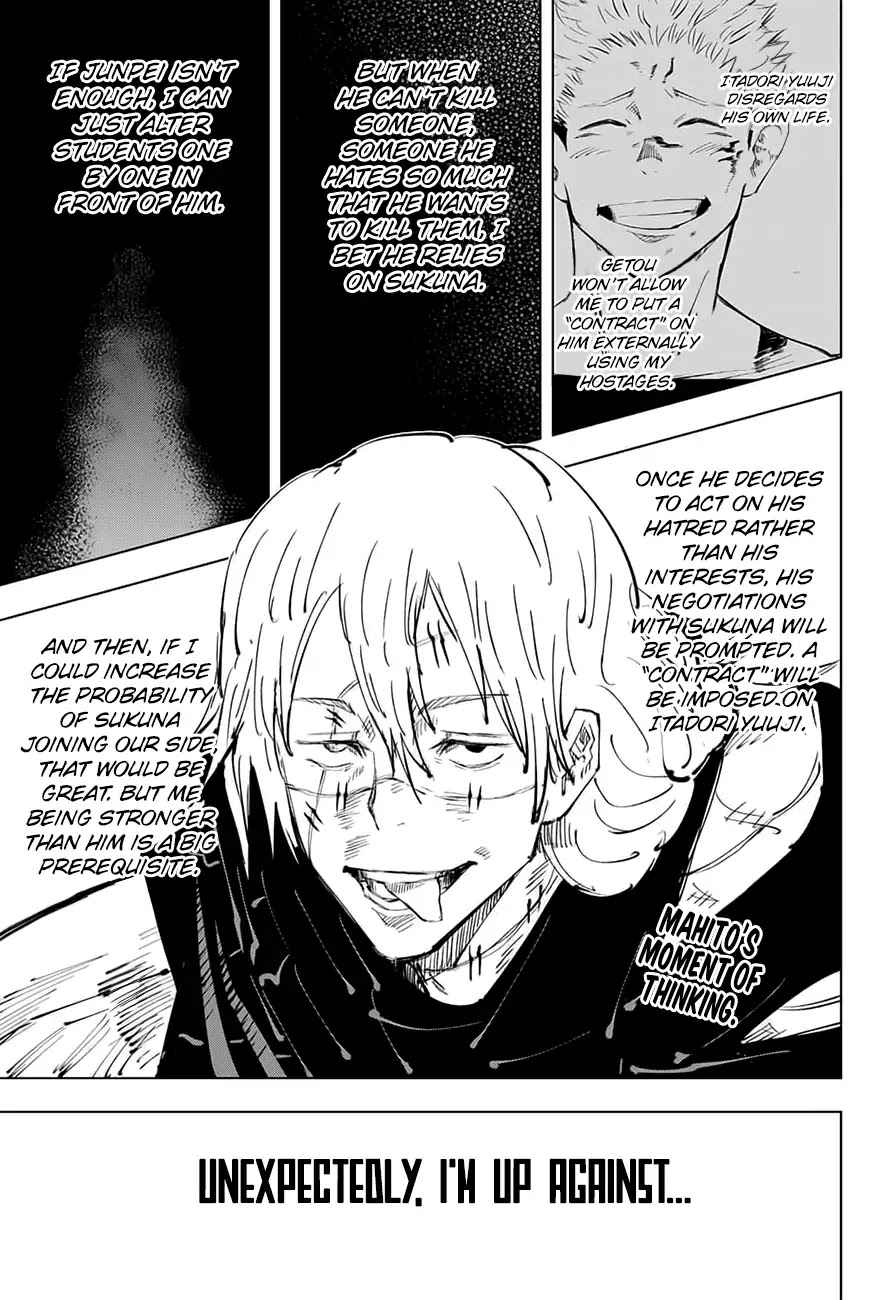 ITADORI YUUJI
DISREGARDS
HIS OWN LIFE.
GETOU
WON'T ALLOW
ME TO PUT A
"CONTRACT" ON
HIM EXTERNALLY
USING MY
HOSTAGES.
BUT WHEN
HE CAN'T KILL
SOMEONE,
SOMEONE HE
HATES SO MUCH
THAT HE WANTS
TO KILL THEM, I
BET HE RELIES
ON SUKUNA.
IF JUNPEI ISN'T
ENOUGH, I CAN
JUST ALTER
STUDENTS ONE
BY ONE IN
FRONT OF HIM.
ONCE HE DECIDES
TO ACT ON HIS
HATRED RATHER
THAN HIS
INTERESTS, HIS
NEGOTIATIONS
WITH SUKUNA WILL
BE PROMPTED. A
"CONTRACT" WILL
BE IMPOSED ON
ITADORI YUUJI.
AND THEN, IF I
COULD INCREASE
THE PROBABILITY
OF SUKUNA
JOINING OUR SIDE,
THAT WOULD BE
GREAT. BUT ME
BEING STRONGER
THAN HIM IS A BIG
PREREQUISITE.
MAHITO'S
MOMENT OF
THINKING.
UNEXPECTEDLY, I'M UP AGAINST...